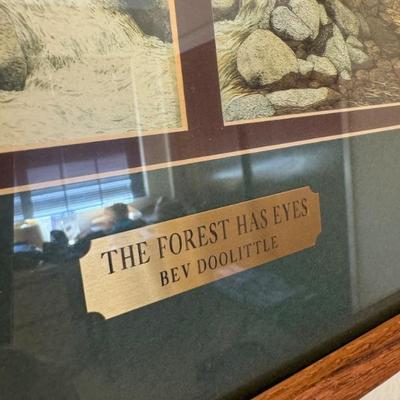 THE FOREST HAS EYES
BEV DOOLITTLE